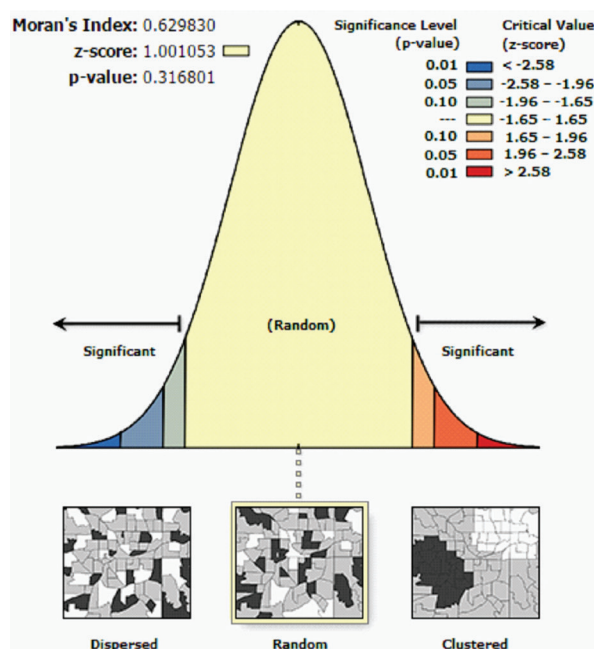 Moran's Index: 0.629830
z-score: 1.001053
p-value: 0.316801
Significance Level
(p-value)
Critical Value
(z-score)
0.01 < -2.58
0.05 -2.58 – -1.96
0.10 -1.96 – -1.65
--- -1.65 – 1.65
0.10 1.65 – 1.96
0.05 1.96 – 2.58
0.01 > 2.58
(Random)
Significant
Significant
Dispersed
Random
Clustered